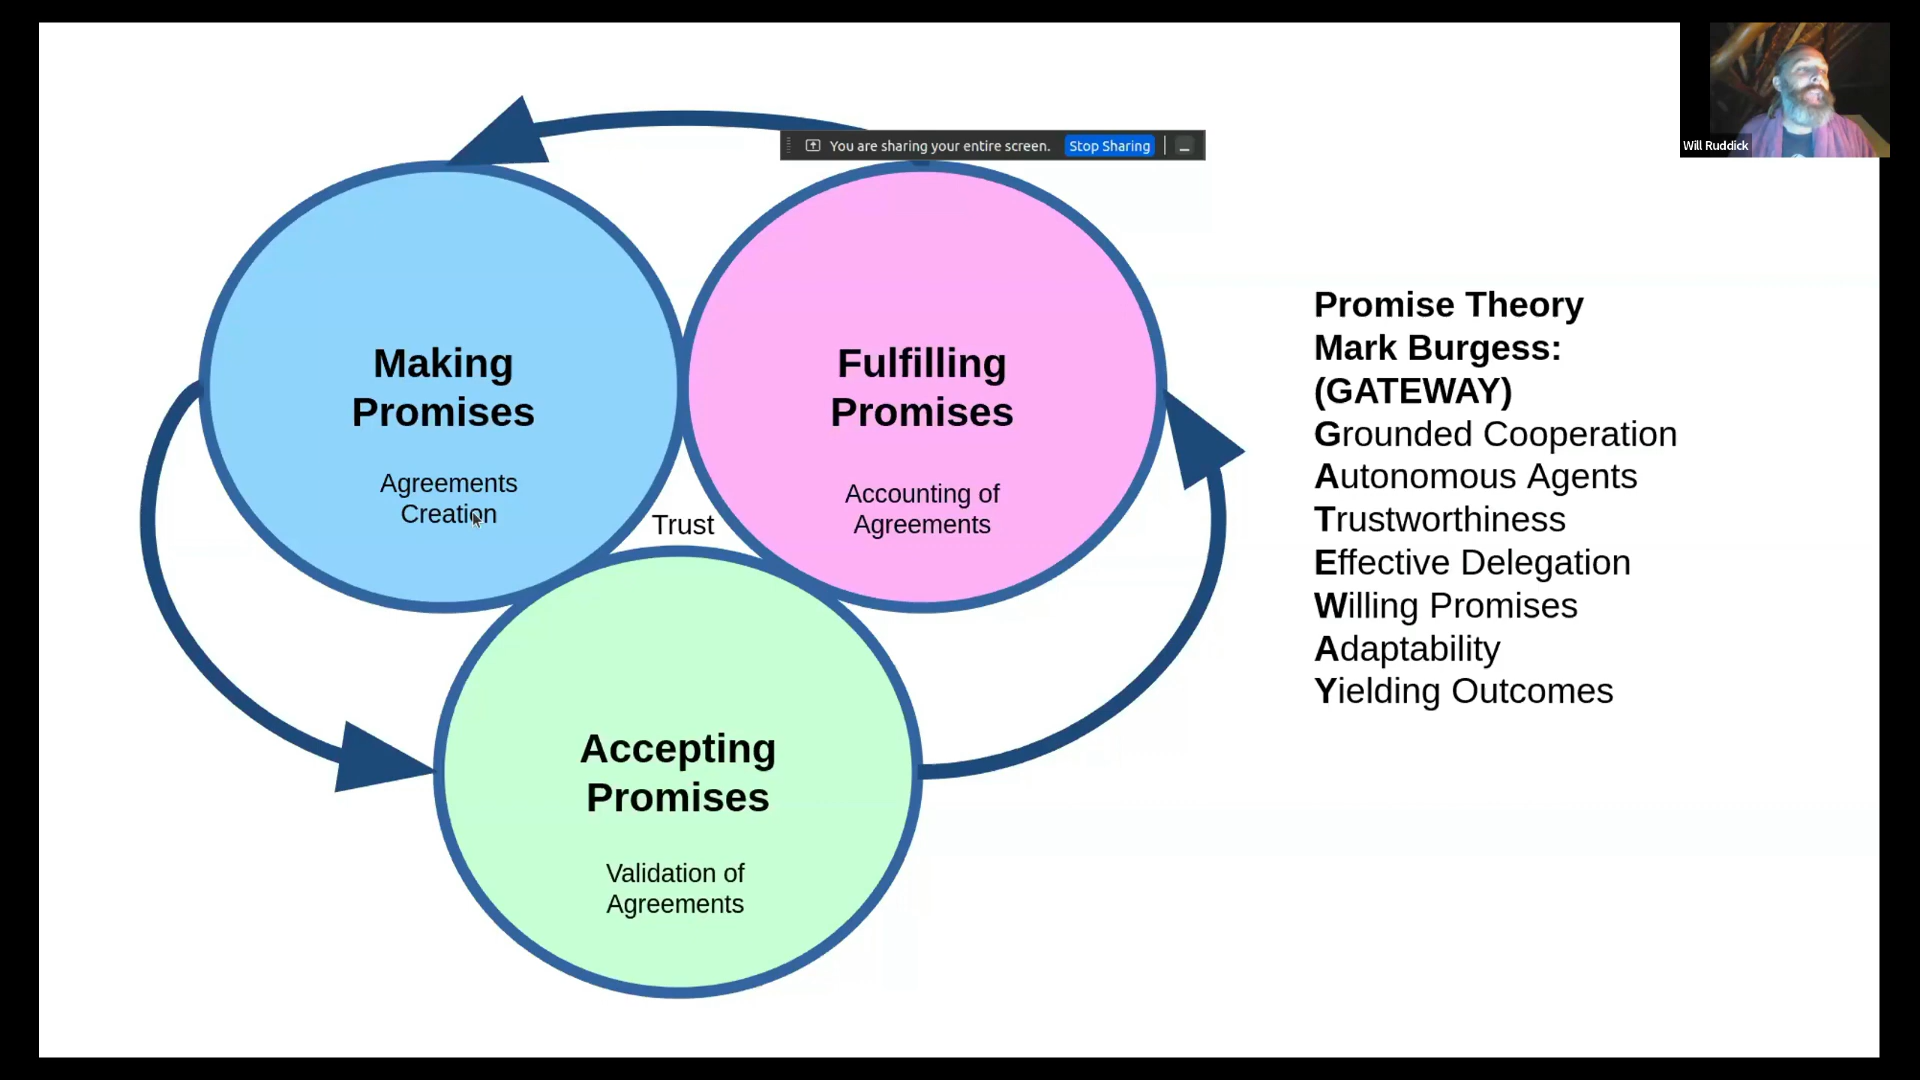 You are sharing your entire screen. Stop Sharing
Will Ruddick
Making
Promises
Agreements
Creation
Fulfilling
Promises
Accounting of
Agreements
Trust
Accepting
Promises
Validation of
Agreements
Promise Theory
Mark Burgess:
(GATEWAY)
Grounded Cooperation
Autonomous Agents
Trustworthiness
Effective Delegation
Willing Promises
Adaptability
Yielding Outcomes